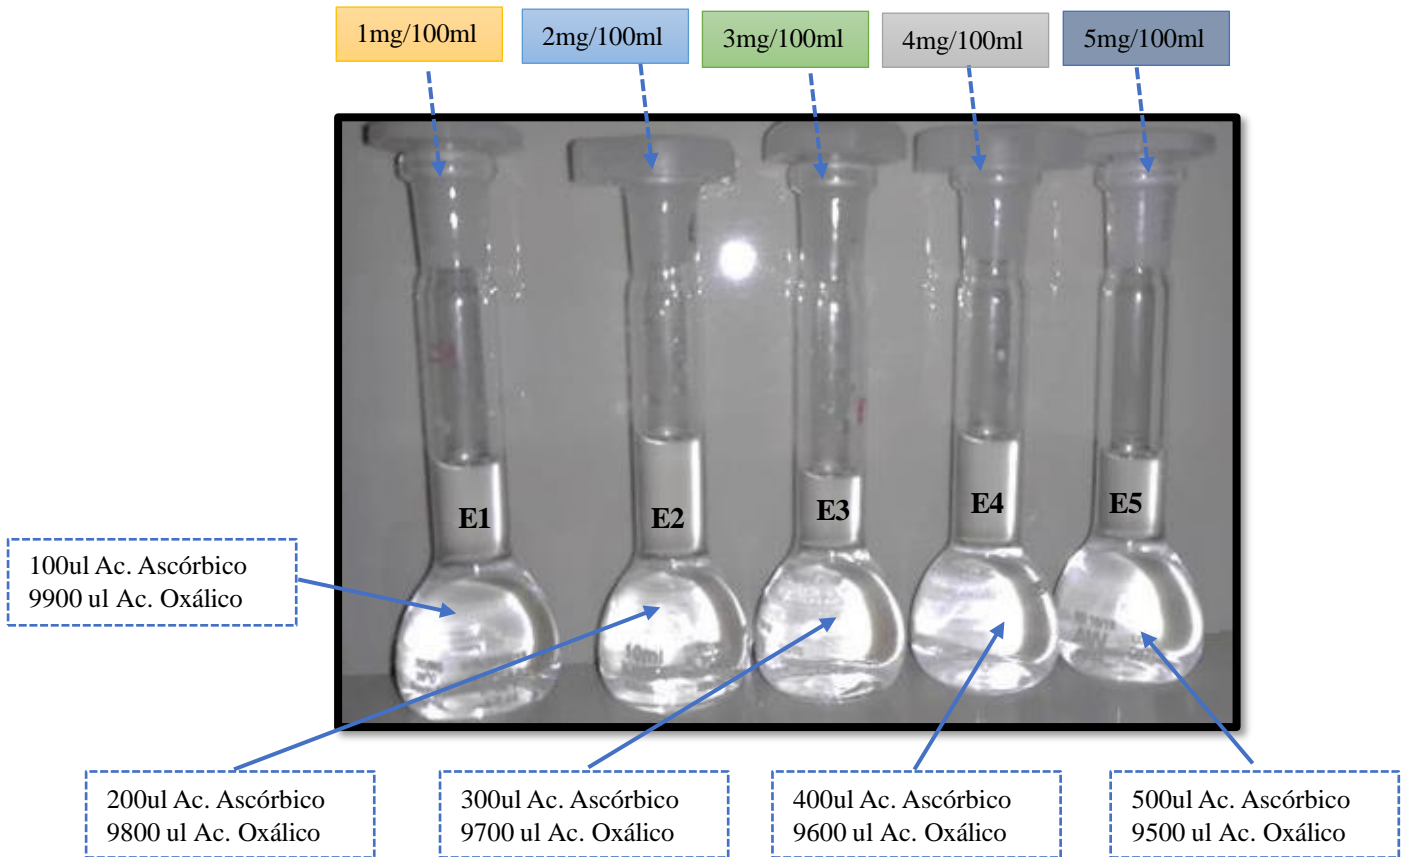 1mg/100ml
2mg/100ml
3mg/100ml
4mg/100ml
5mg/100ml
E1
E2
E3
E4
E5
10ml
100ul Ac. Ascórbico
9900 ul Ac. Oxálico
200ul Ac. Ascórbico
9800 ul Ac. Oxálico
300ul Ac. Ascórbico
9700 ul Ac. Oxálico
400ul Ac. Ascórbico
9600 ul Ac. Oxálico
500ul Ac. Ascórbico
9500 ul Ac. Oxálico